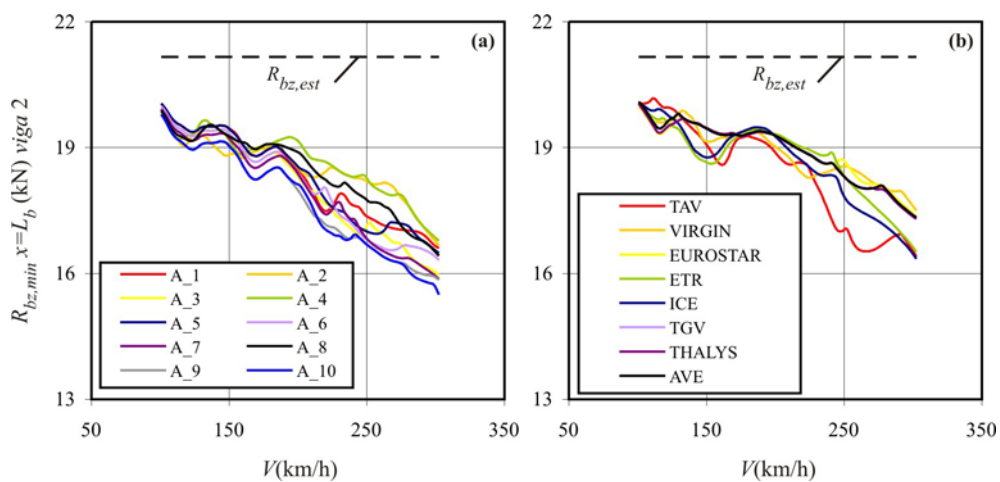 22
19
16
13
R_bz,min x=L_b (kN) viga 2
(a)
R_bz,est
A_1
A_2
A_3
A_4
A_5
A_6
A_7
A_8
A_9
A_10
50
150
250
350
V(km/h)
22
19
16
13
(b)
R_bz,est
TAV
VIRGIN
EUROSTAR
ETR
ICE
TGV
THALYS
AVE
50
150
250
350
V(km/h)